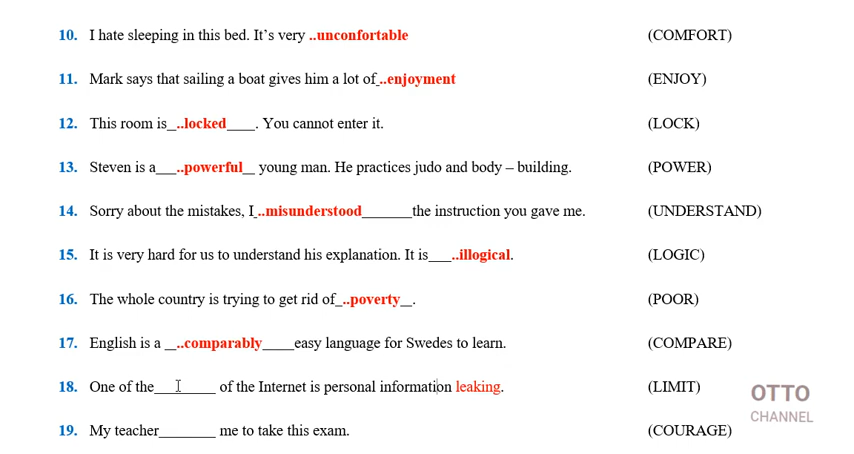 10. I hate sleeping in this bed. It's very ..unconfortable (COMFORT)
11. Mark says that sailing a boat gives him a lot of ..enjoyment (ENJOY)
12. This room is_..locked____. You cannot enter it. (LOCK)
13. Steven is a___..powerful__ young man. He practices judo and body – building. (POWER)
14. Sorry about the mistakes, I ..misunderstood_______the instruction you gave me. (UNDERSTAND)
15. It is very hard for us to understand his explanation. It is___..illogical. (LOGIC)
16. The whole country is trying to get rid of_..poverty_. (POOR)
17. English is a __..comparably____easy language for Swedes to learn. (COMPARE)
18. One of the________ of the Internet is personal information leaking. (LIMIT)
19. My teacher________ me to take this exam. (COURAGE)
OTTO
CHANNEL